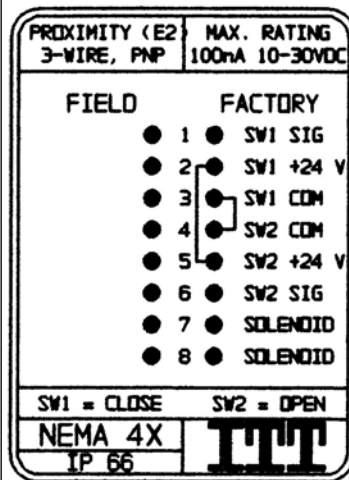 PROXIMITY (E2) MAX. RATING
3-WIRE, PNP 100mA 10-30VDC
FIELD FACTORY
1 SW1 SIG
2 SW1 +24 V
3 SW1 COM
4 SW2 COM
5 SW2 +24 V
6 SW2 SIG
7 SOLENOID
8 SOLENOID
SW1 = CLOSE SW2 = OPEN
NEMA 4X ITT
IP 66